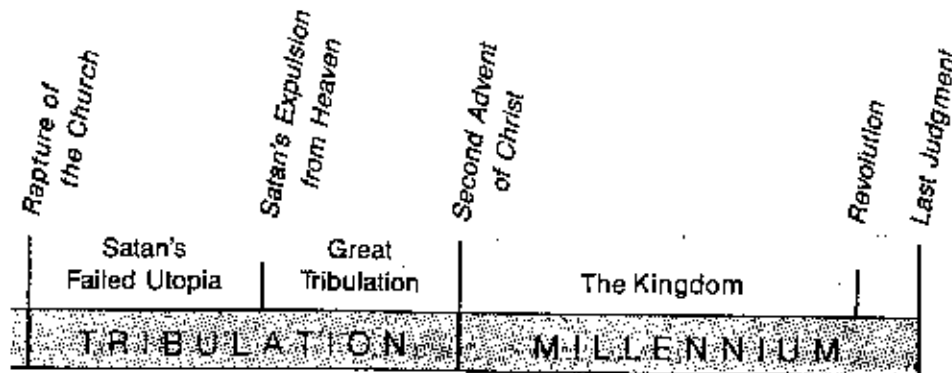 Rapture of
the Church
Satan's Expulsion
from Heaven
Second Advent
of Christ
Revolution
Last Judgment
Satan's
Failed Utopia
Great
Tribulation
The Kingdom
TRIBULATION
MILLENNIUM